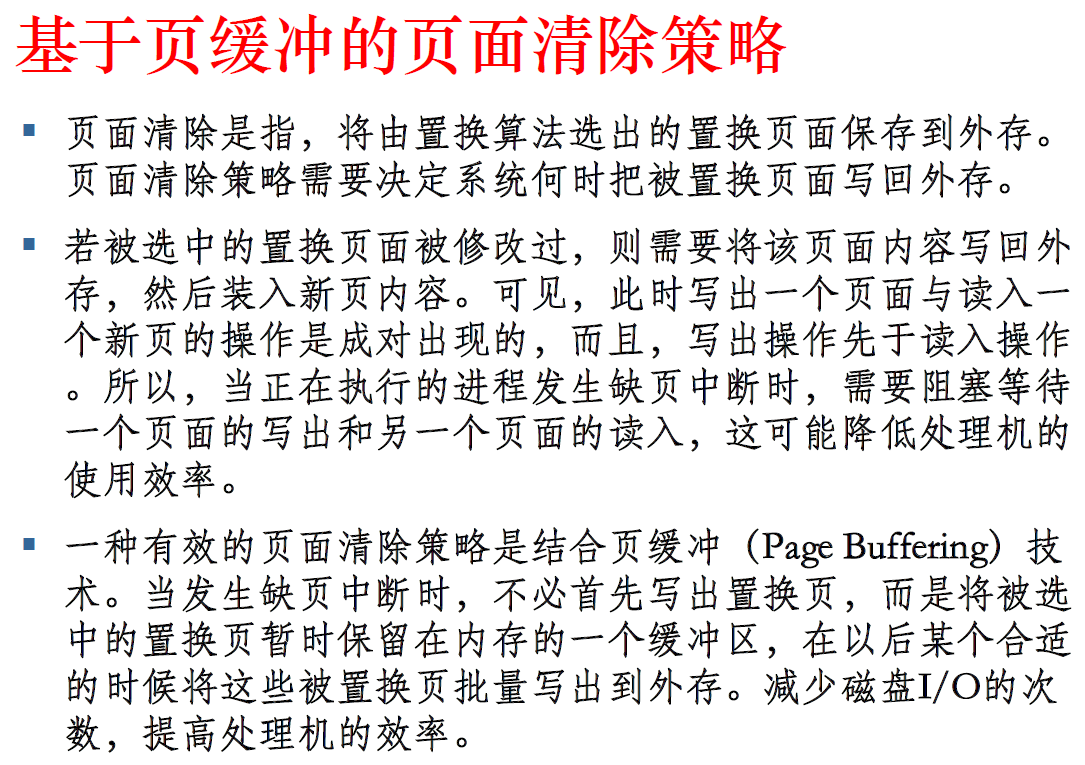 基于页缓冲的页面清除策略
页面清除是指，将由置换算法选出的置换页面保存到外存。
页面清除策略需要决定系统何时把被置换页面写回外存。
若被选中的置换页面被修改过，则需要将该页面内容写回外
存，然后装入新页内容。可见，此时写出一个页面与读入一
个新页的操作是成对出现的，而且，写出操作先于读入操作
。所以，当正在执行的进程发生缺页中断时，需要阻塞等待
一个页面的写出和另一个页面的读入，这可能降低处理机的
使用效率。
一种有效的页面清除策略是结合页缓冲（Page Buffering）技
术。当发生缺页中断时，不必首先写出置换页，而是将被选
中的置换页暂时保留在内存的一个缓冲区，在以后某个合适
的时候将这些被置换页批量写出到外存。减少磁盘I/O的次
数，提高处理机的效率。